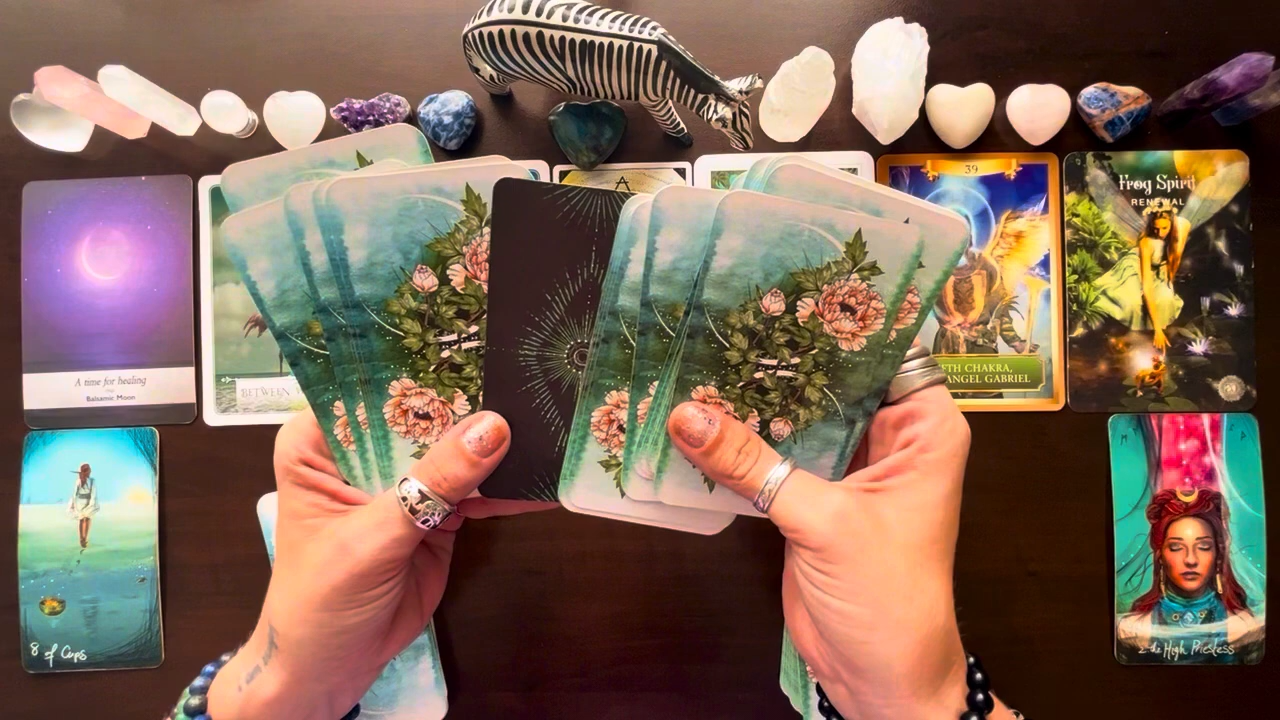 A time for healing
Balsamic Moon
BETWEEN
A
39
ETH CHAKRA,
ANGEL GABRIEL
Frog Spirit
RENEWAL
8 of Cups
2 the High Priestess